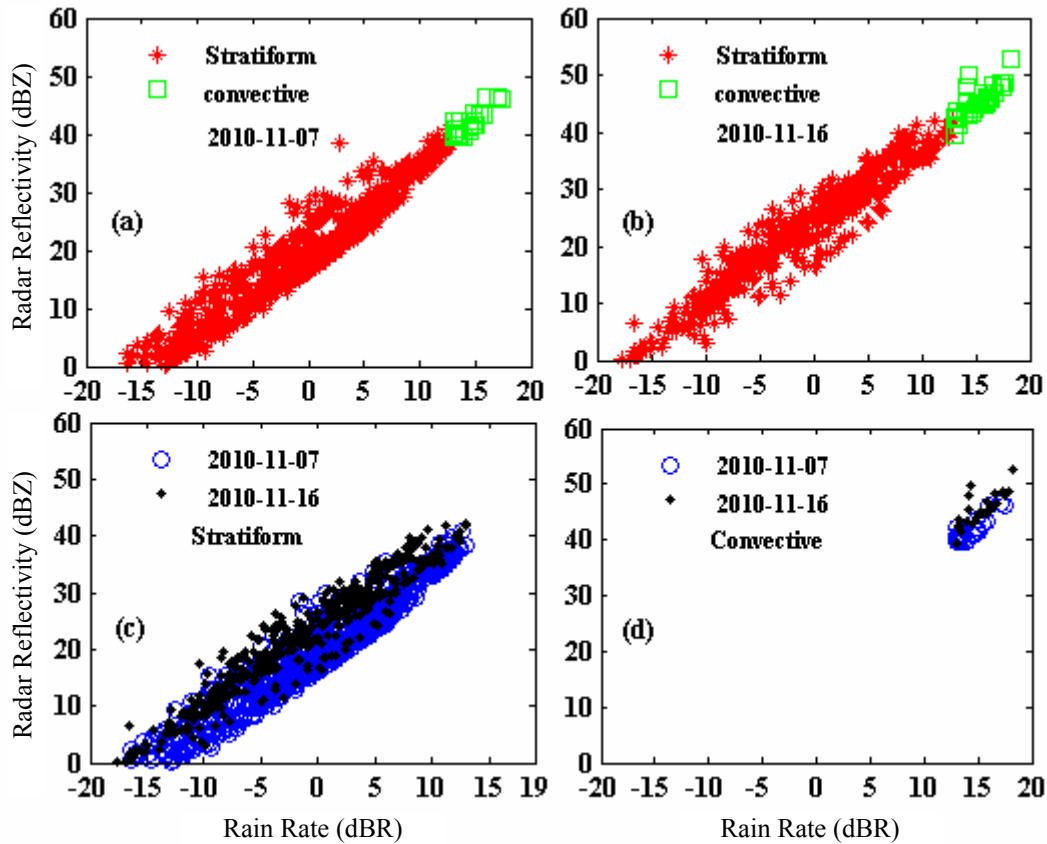 60
50
40
30
20
10
0
Stratiform
convective
2010-11-07
(a)
-20 -15 -10 -5 0 5 10 15 20
60
50
40
30
20
10
0
Stratiform
convective
2010-11-16
(b)
-20 -15 -10 -5 0 5 10 15 20
Radar Reflectivity (dBZ)
60
50
40
30
20
10
0
2010-11-07
2010-11-16
Stratiform
(c)
-20 -15 -10 -5 0 5 10 15 19
Rain Rate (dBR)
Radar Reflectivity (dBZ)
60
50
40
30
20
10
0
2010-11-07
2010-11-16
Convective
(d)
-20 -15 -10 -5 0 5 10 15 20
Rain Rate (dBR)